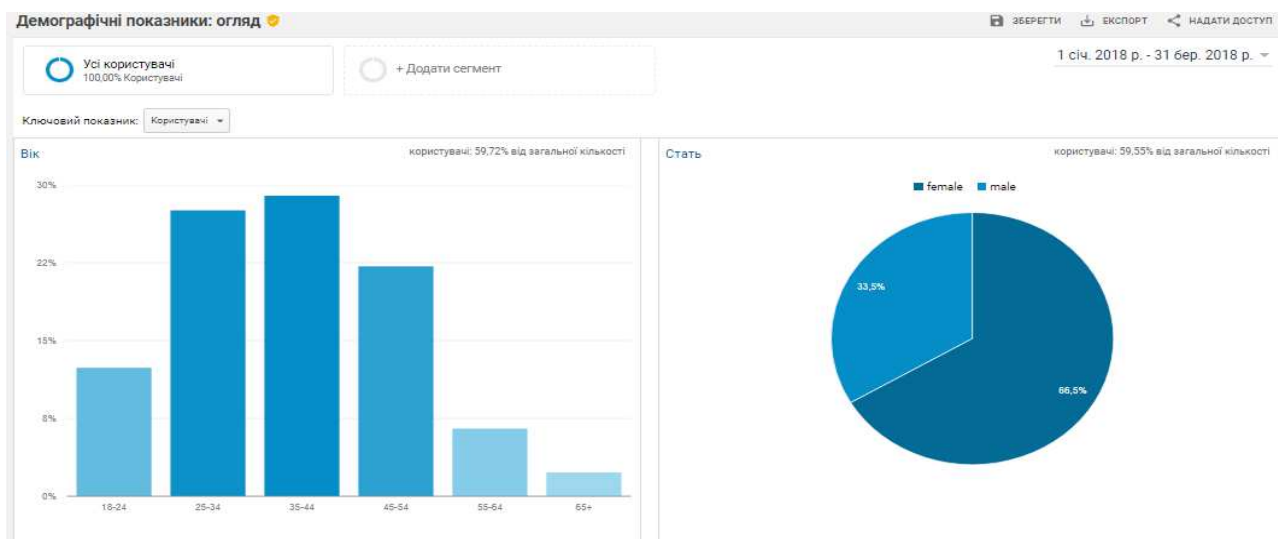 Демографічні показники: огляд
ЗБЕРЕГТИ ЕКСПОРТ НАДАТИ ДОСТУП
Усі користувачі
100,00% Користувачі
+ Додати сегмент
1 січ. 2018 р. - 31 бер. 2018 р.
Ключовий показник: Користувачі
Вік
користувачі: 59,72% від загальної кількості
30%
22%
15%
8%
0%
18-24 25-34 35-44 45-54 55-64 65+
Стать
користувачі: 59,55% від загальної кількості
female male
33,5%
66,5%